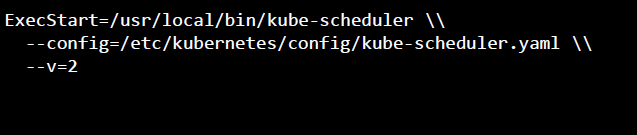 ExecStart=/usr/local/bin/kube-scheduler \\
--config=/etc/kubernetes/config/kube-scheduler.yaml \\
--v=2